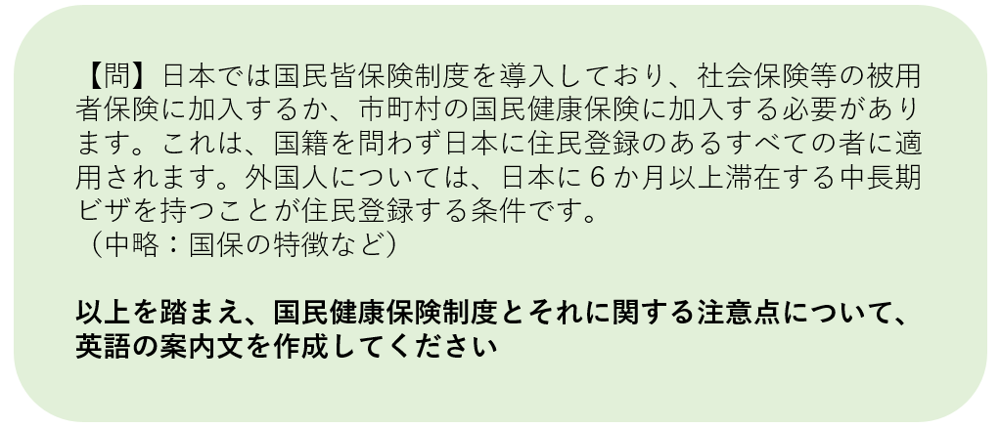 【問】日本では国民皆保険制度を導入しており、社会保険等の被用
者保険に加入するか、市町村の国民健康保険に加入する必要があり
ます。これは、国籍を問わず日本に住民登録のあるすべての者に適
用されます。外国人については、日本に６か月以上滞在する中長期
ビザを持つことが住民登録する条件です。
（中略：国保の特徴など）
以上を踏まえ、国民健康保険制度とそれに関する注意点について、
英語の案内文を作成してください